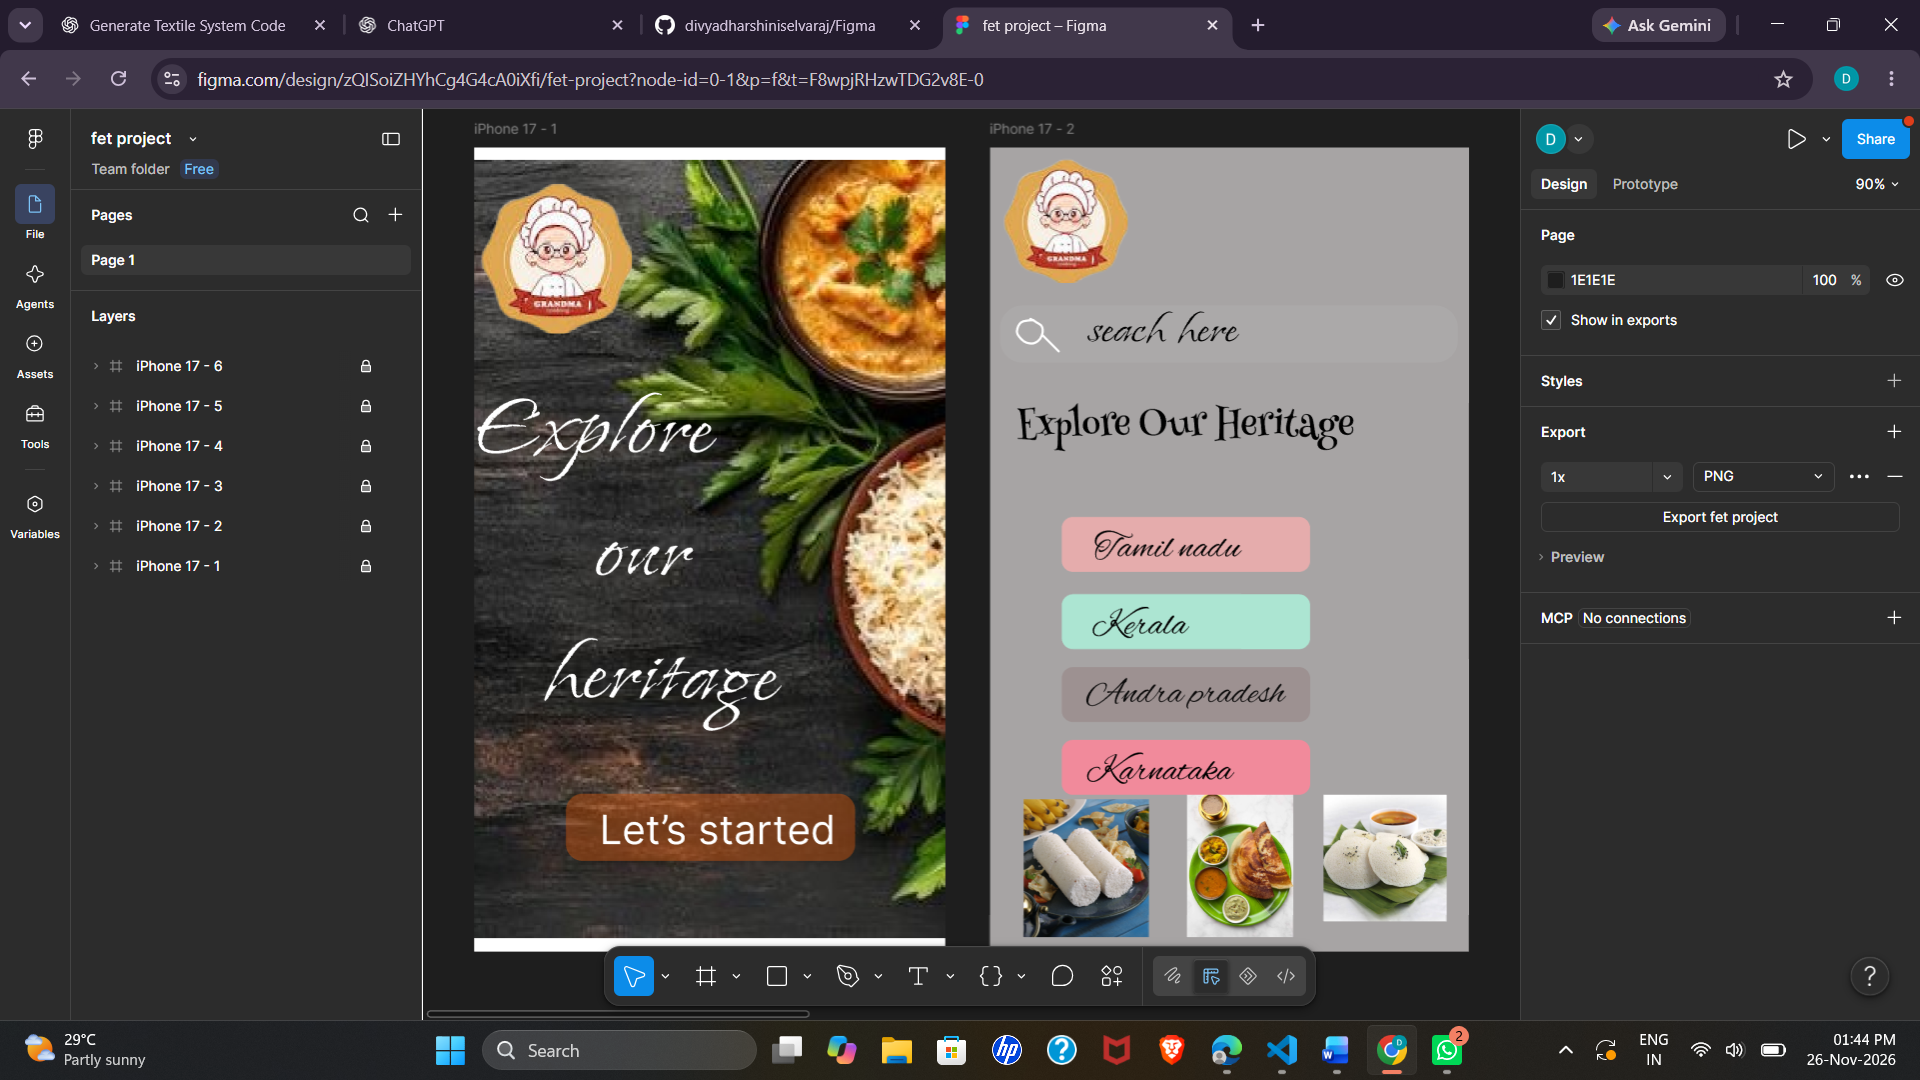 Generate Textile System Code
ChatGPT
divyadharshiniselvaraj/Figma
fet project – Figma
Ask Gemini
figma.com/design/zQISoiZHYhCg4G4cA0iXfi/fet-project?node-id=0-1&p=f&t=F8wpjRHzwTDG2v8E-0
D
File
Agents
Assets
Tools
Variables
fet project
Team folder Free
Pages
Page 1
Layers
iPhone 17 - 6
iPhone 17 - 5
iPhone 17 - 4
iPhone 17 - 3
iPhone 17 - 2
iPhone 17 - 1
iPhone 17 - 1
GRANDMA
Explore
our
heritage
Let's started
iPhone 17 - 2
GRANDMA
seach here
Explore Our Heritage
Tamil nadu
Kerala
Andra pradesh
Karnataka
D
Share
Design
Prototype
90%
Page
1E1E1E
100 %
Show in exports
Styles
Export
1x
PNG
Export fet project
Preview
MCP No connections
?
29°C
Partly sunny
Search
2
ENG
IN
01:44 PM
26-Nov-2026